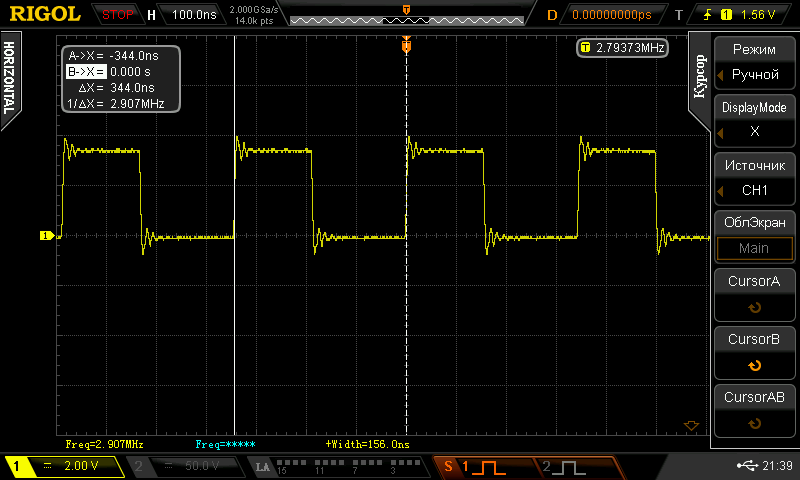 RIGOL STOP H 100.0ns 2.000GSa/s D 0.00000000ps T 1 1.56 V
14.0k pts
T
HORIZONTAL
A->X= -344.0ns
B->X= 0.000 s
ΔX= 344.0ns
1/ΔX= 2.907MHz
T
T 2.79373MHz
Курсор
Режим
Ручной
DisplayMode
X
Источник
CH1
ОблЭкран
Main
CursorA
CursorB
CursorAB
1
Freq=2.907MHz Freq=***** +Width=156.0ns
1 2.00 V 2 50.0 V LA 15 11 7 3 S 1 2 21:39